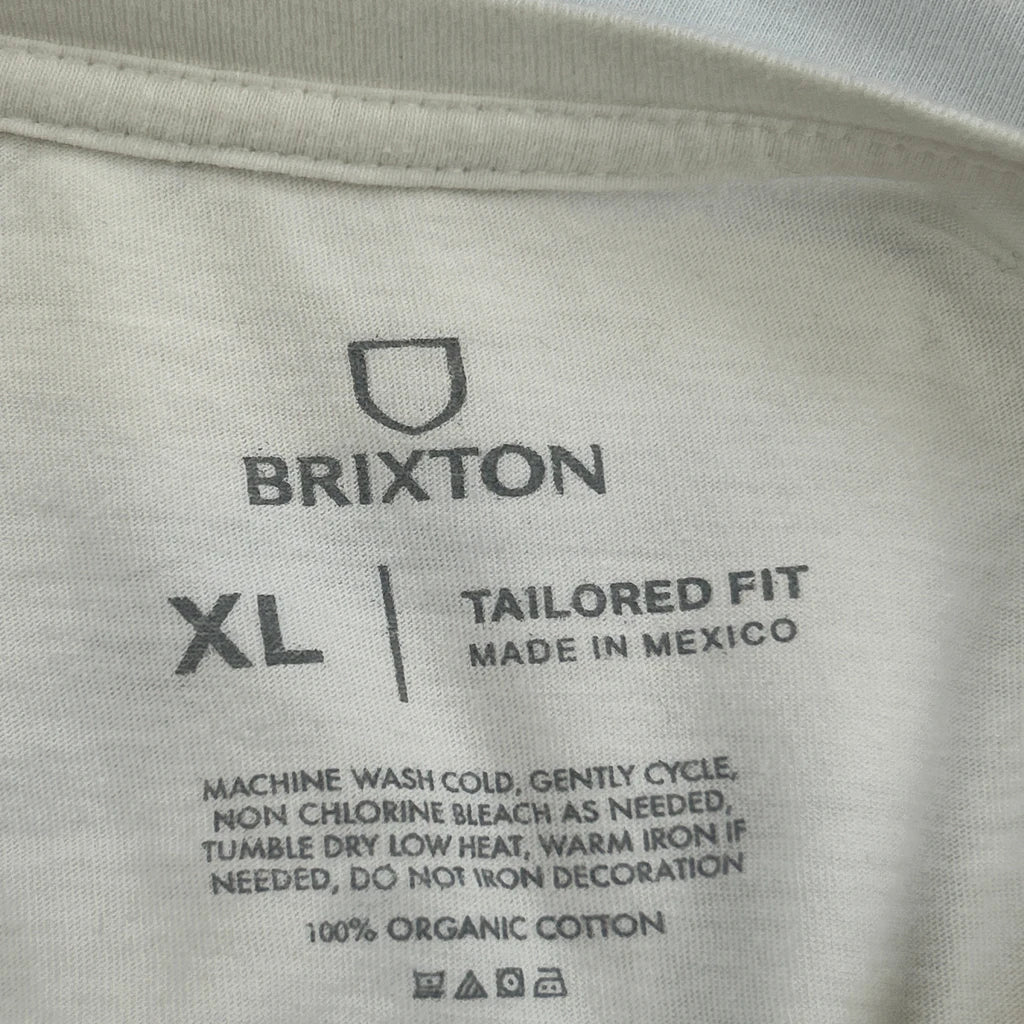 BRIXTON
XL
TAILORED FIT
MADE IN MEXICO
MACHINE WASH COLD, GENTLY CYCLE,
NON CHLORINE BLEACH AS NEEDED,
TUMBLE DRY LOW HEAT, WARM IRON IF
NEEDED, DO NOT IRON DECORATION
100% ORGANIC COTTON